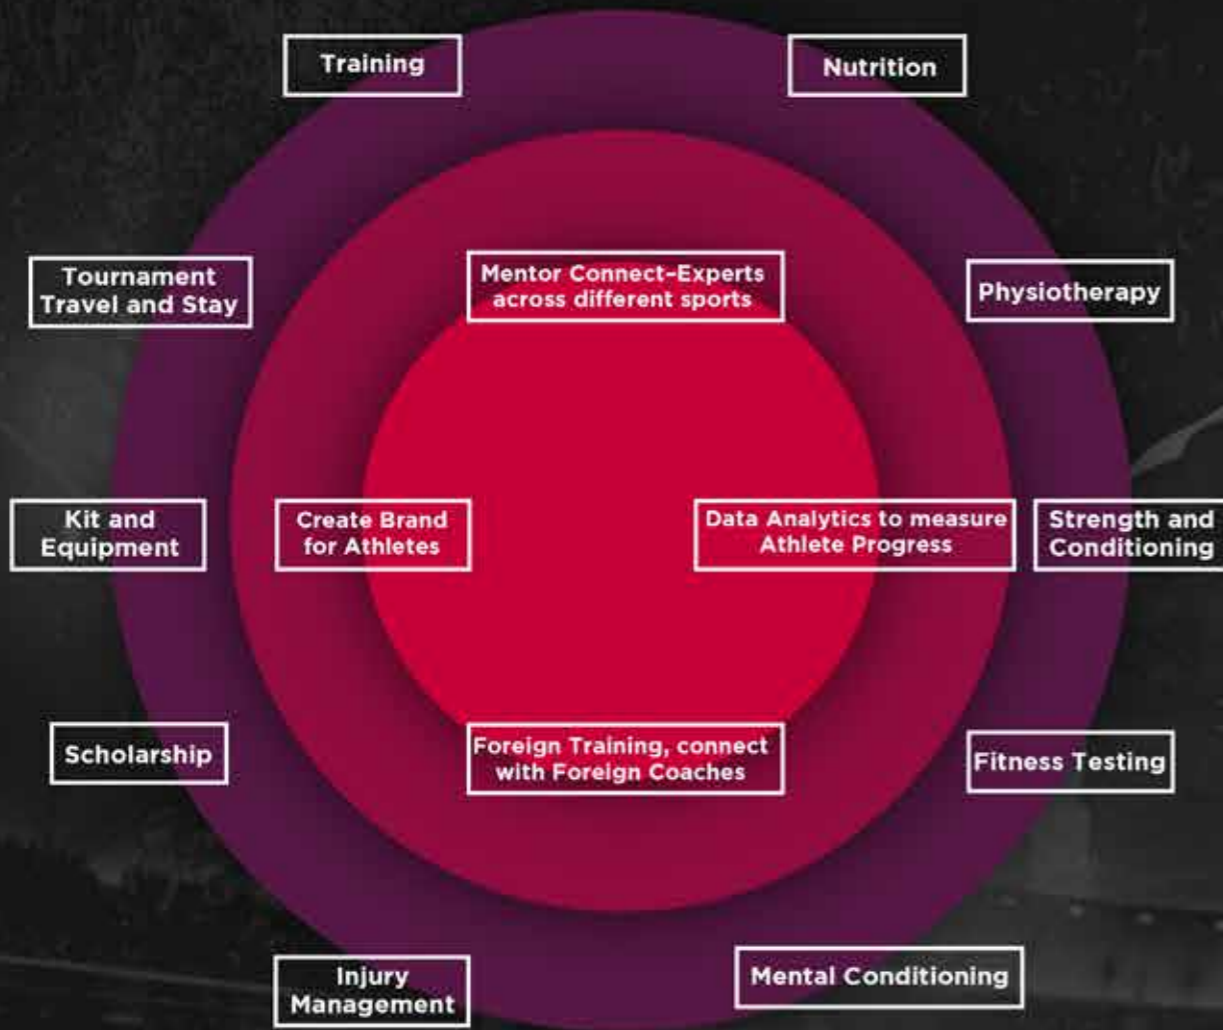 Training
Nutrition
Tournament
Travel and Stay
Mentor Connect–Experts
across different sports
Physiotherapy
Kit and
Equipment
Create Brand
for Athletes
Data Analytics to measure
Athlete Progress
Strength and
Conditioning
Scholarship
Foreign Training, connect
with Foreign Coaches
Fitness Testing
Injury
Management
Mental Conditioning